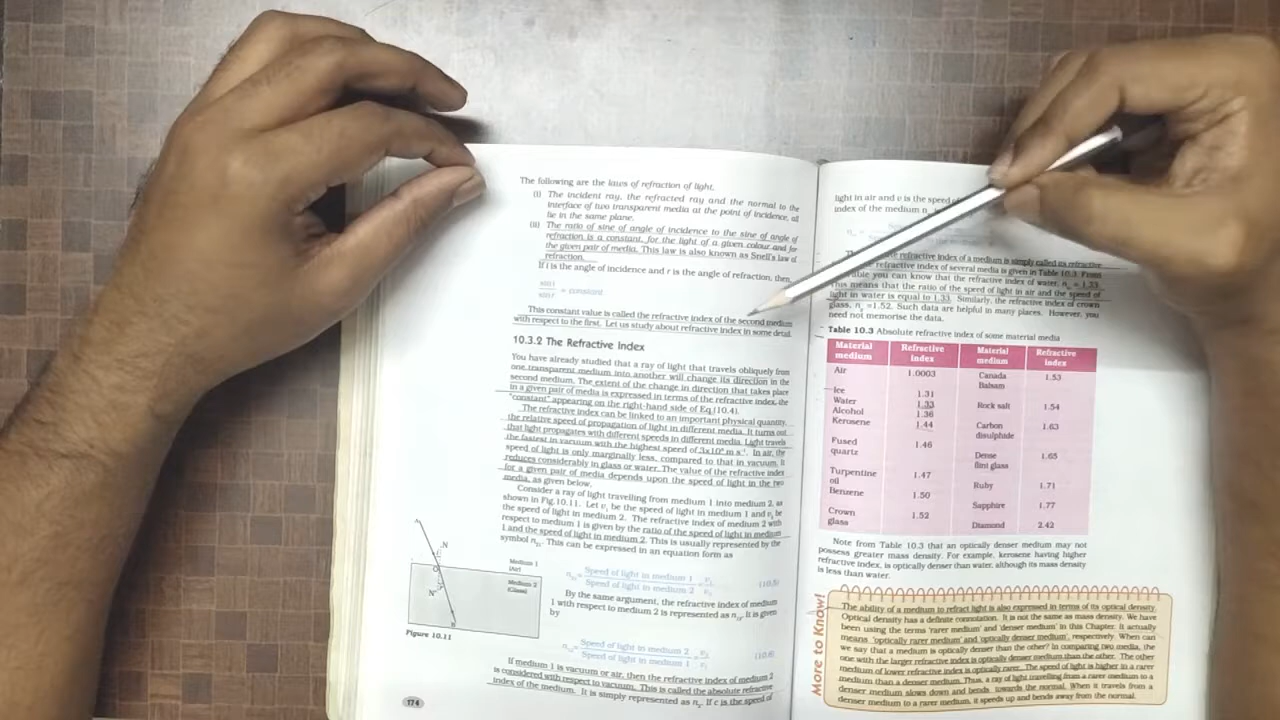 The following are the laws of refraction of light.
(i) The incident ray, the refracted ray and the normal to the
interface of two transparent media at the point of incidence, all
lie in the same plane.
(ii) The ratio of sine of angle of incidence to the sine of angle of
refraction is a constant, for the light of a given colour and for
the given pair of media. This law is also known as Snell's law of
refraction.
If i is the angle of incidence and r is the angle of refraction, then,
sin i
sin r = constant
This constant value is called the refractive index of the second medium
with respect to the first. Let us study about refractive index in some detail.
10.3.2 The Refractive Index
You have already studied that a ray of light that travels obliquely from
one transparent medium into another will change its direction in the
second medium. The extent of the change in direction that takes place
in a given pair of media is expressed in terms of the refractive index, the
"constant" appearing on the right-hand side of Eq.(10.4).
The refractive index can be linked to an important physical quantity,
the relative speed of propagation of light in different media. It turns out
that light propagates with different speeds in different media. Light travels
the fastest in vacuum with the highest speed of 3×10⁸ m s⁻¹. In air, the
speed of light is only marginally less, compared to that in vacuum. It
reduces considerably in glass or water. The value of the refractive index
for a given pair of media depends upon the speed of light in the two
media, as given below.
Consider a ray of light travelling from medium 1 into medium 2, as
shown in Fig.10.11. Let v₁ be the speed of light in medium 1 and v₂ be
the speed of light in medium 2. The refractive index of medium 2 with
respect to medium 1 is given by the ratio of the speed of light in medium
1 and the speed of light in medium 2. This is usually represented by the
symbol n₂₁. This can be expressed in an equation form as
n₂₁ = Speed of light in medium 1 / Speed of light in medium 2 = v₁ / v₂ (10.5)
By the same argument, the refractive index of medium
1 with respect to medium 2 is represented as n₁₂. It is given
by
n₁₂ = Speed of light in medium 2 / Speed of light in medium 1 = v₂ / v₁ (10.6)
If medium 1 is vacuum or air, then the refractive index of medium 2
is considered with respect to vacuum. This is called the absolute refractive
index of the medium. It is simply represented as n₂. If c is the speed of
A
N
i
O
N'
r
B
Medium 1
(Air)
Medium 2
(Glass)
Figure 10.11
174
light in air and v is the speed of
index of the medium n
refractive index of a medium is simply called its refractive
refractive index of several media is given in Table 10.3. From
you can know that the refractive index of water, n = 1.33.
This means that the ratio of the speed of light in air and the speed of
light in water is equal to 1.33. Similarly, the refractive index of crown
glass, n =1.52. Such data are helpful in many places. However, you
need not memorise the data.
Table 10.3 Absolute refractive index of some material media
Material medium Refractive index Material medium Refractive index
Air 1.0003 Canada Balsam 1.53
Ice 1.31
Water 1.33 Rock salt 1.54
Alcohol 1.36
Kerosene 1.44 Carbon disulphide 1.63
Fused quartz 1.46 Dense flint glass 1.65
Turpentine oil 1.47 Ruby 1.71
Benzene 1.50 Sapphire 1.77
Crown glass 1.52 Diamond 2.42
Note from Table 10.3 that an optically denser medium may not
possess greater mass density. For example, kerosene having higher
refractive index, is optically denser than water, although its mass density
is less than water.
More to Know!
The ability of a medium to refract light is also expressed in terms of its optical density.
Optical density has a definite connotation. It is not the same as mass density. We have
been using the terms 'rarer medium' and 'denser medium' in this Chapter. It actually
means 'optically rarer medium' and 'optically denser medium', respectively. When can
we say that a medium is optically denser than the other? In comparing two media, the
one with the larger refractive index is optically denser medium than the other. The other
medium of lower refractive index is optically rarer. The speed of light is higher in a rarer
medium than a denser medium. Thus, a ray of light travelling from a rarer medium to a
denser medium slows down and bends towards the normal. When it travels from a
denser medium to a rarer medium, it speeds up and bends away from the normal.